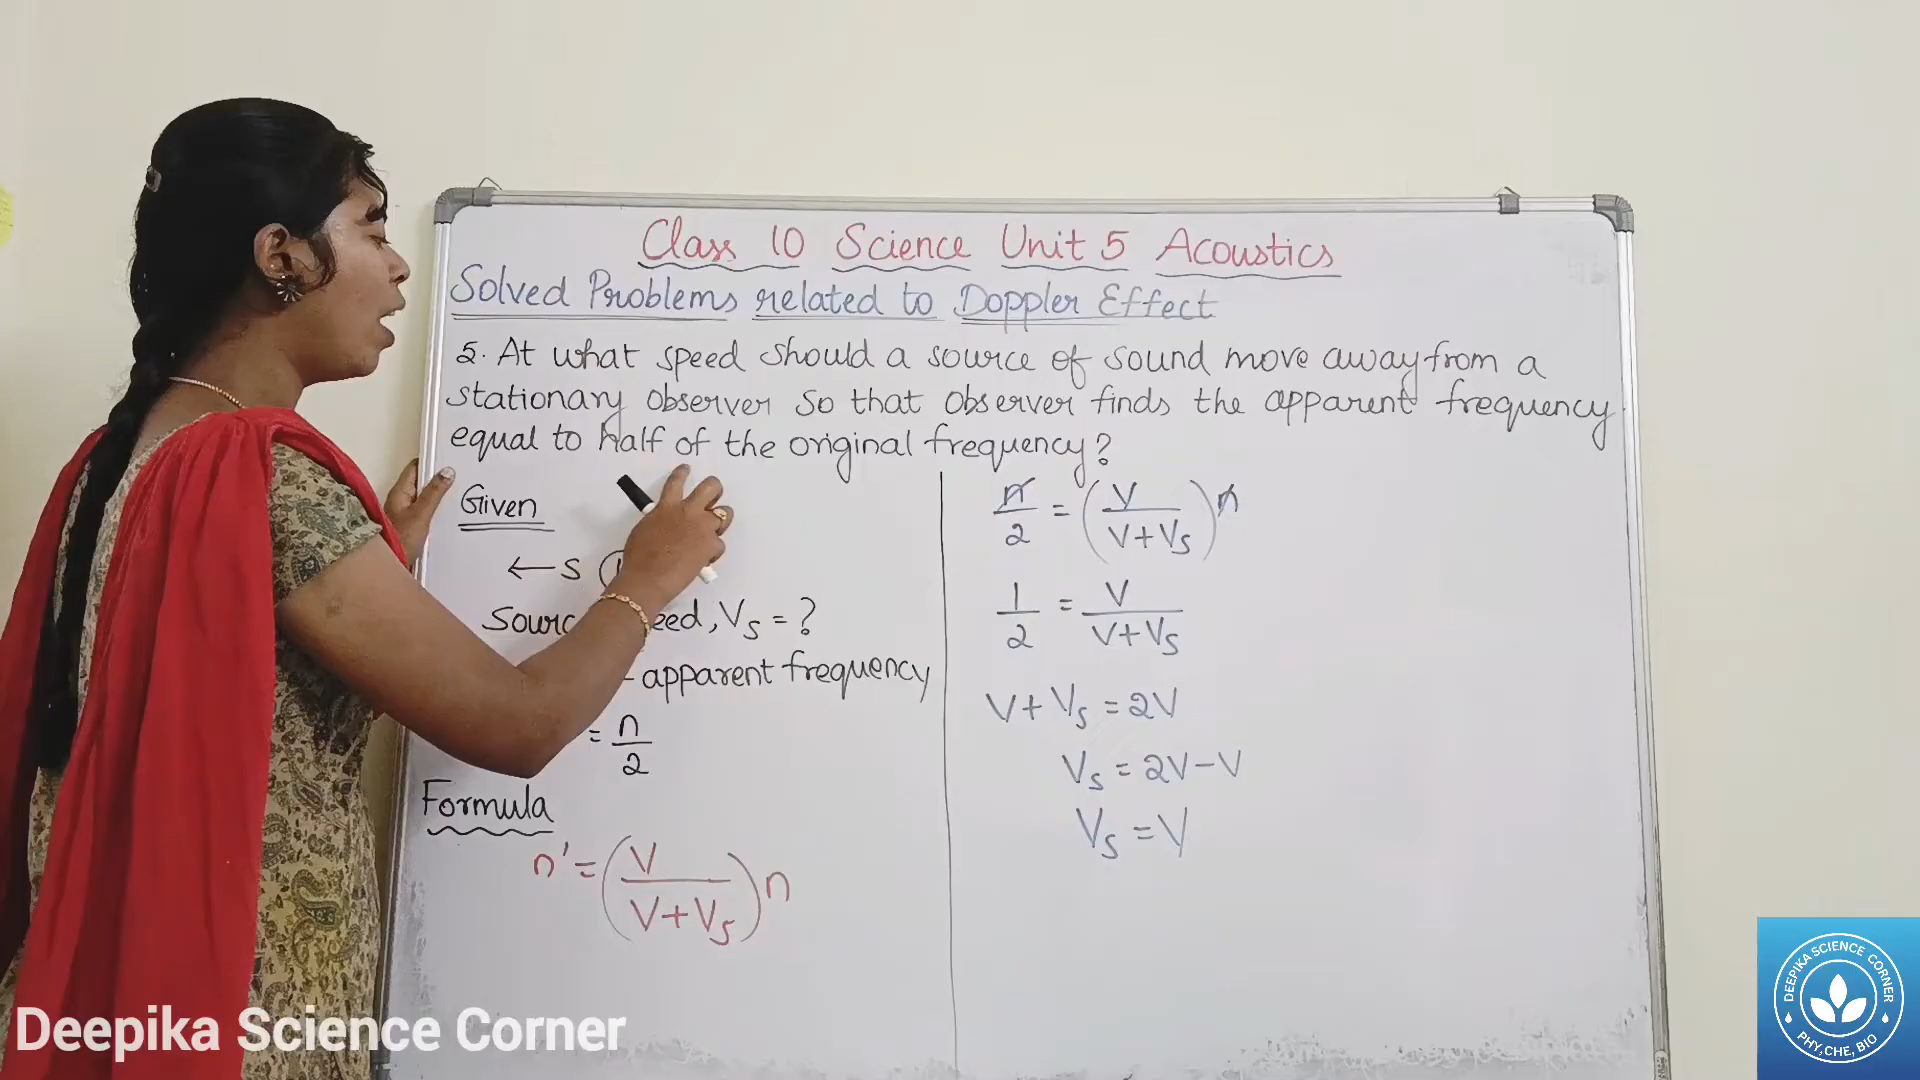 Class 10 Science Unit 5 Acoustics
Solved Problems related to Doppler Effect
5. At what speed should a source of sound move away from a
stationary observer so that observer finds the apparent frequency
equal to half of the original frequency?
Given
← S
Vs = ?
- apparent frequency
= n/2
Formula
n' = (V / V + Vs) n
n/2 = (V / V + Vs) n
1/2 = V / V + Vs
V + Vs = 2V
Vs = 2V - V
Vs = V
Deepika Science Corner
DEEPIKA SCIENCE CORNER
PHY, CHE, BIO